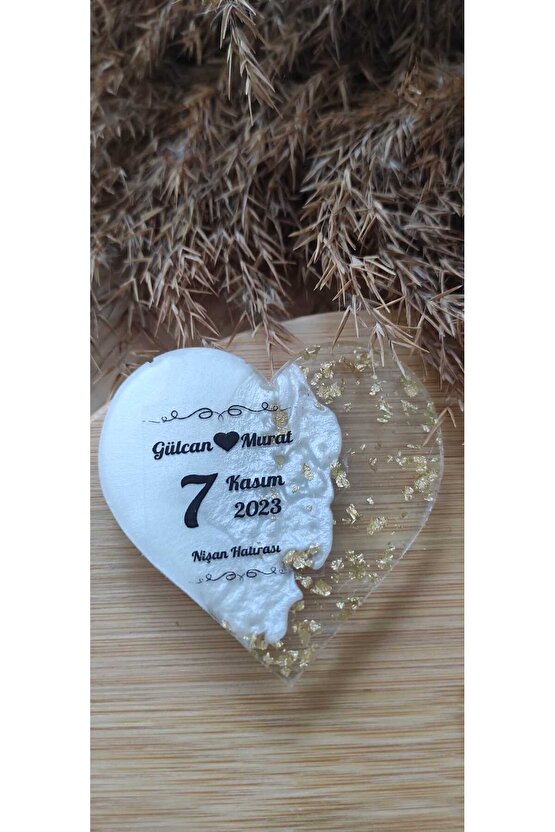 Gülcan ♥ Murat
7 Kasım
2023
Nişan Hatırası